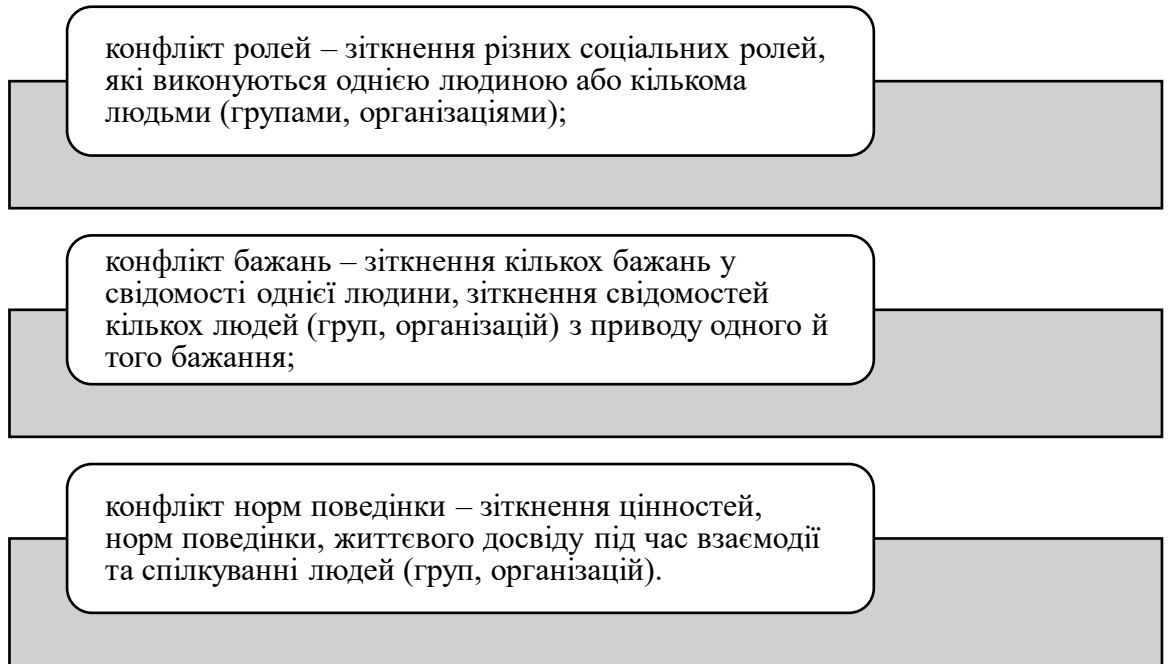 конфлікт ролей – зіткнення різних соціальних ролей,
які виконуються однією людиною або кількома
людьми (групами, організаціями);
конфлікт бажань – зіткнення кількох бажань у
свідомості однієї людини, зіткнення свідомостей
кількох людей (груп, організацій) з приводу одного й
того бажання;
конфлікт норм поведінки – зіткнення цінностей,
норм поведінки, життєвого досвіду під час взаємодії
та спілкуванні людей (груп, організацій).